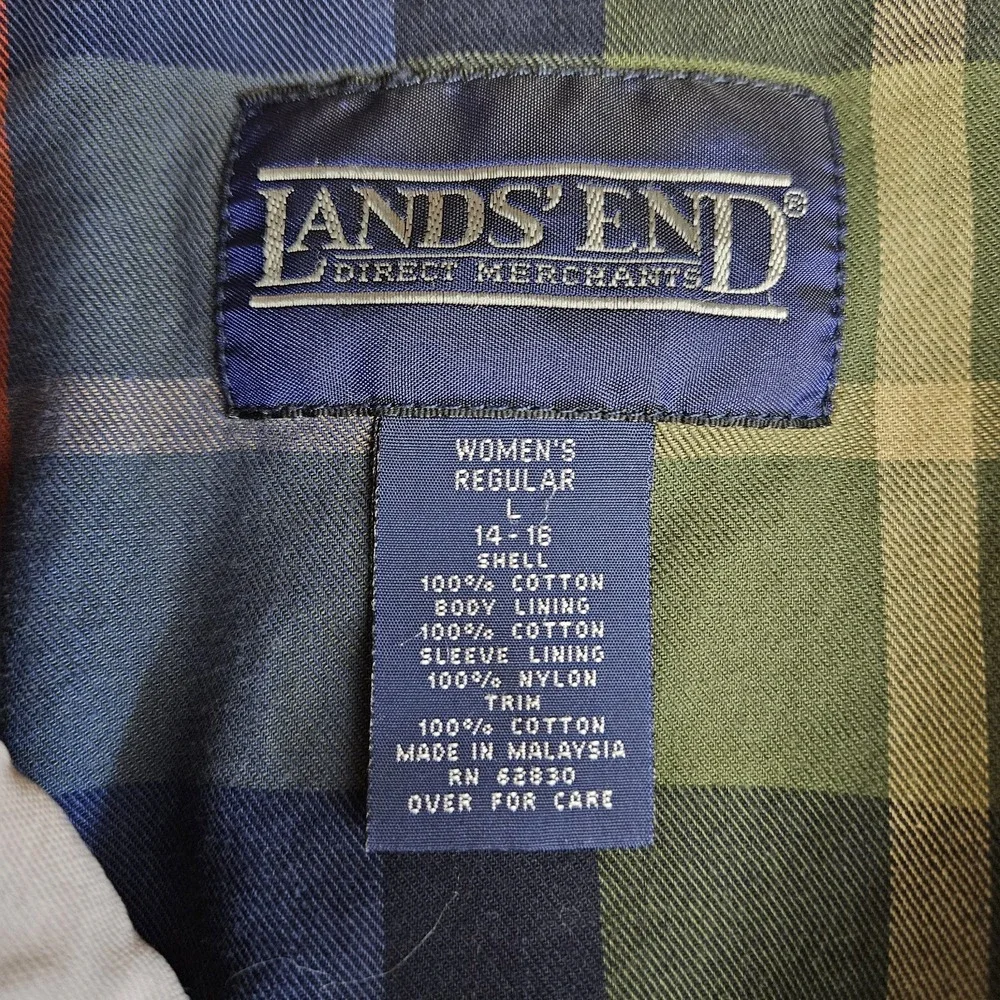 LANDS' END®
DIRECT MERCHANTS
WOMEN'S
REGULAR
L
14-16
SHELL
100% COTTON
BODY LINING
100% COTTON
SLEEVE LINING
100% NYLON
TRIM
100% COTTON
MADE IN MALAYSIA
RN 62830
OVER FOR CARE